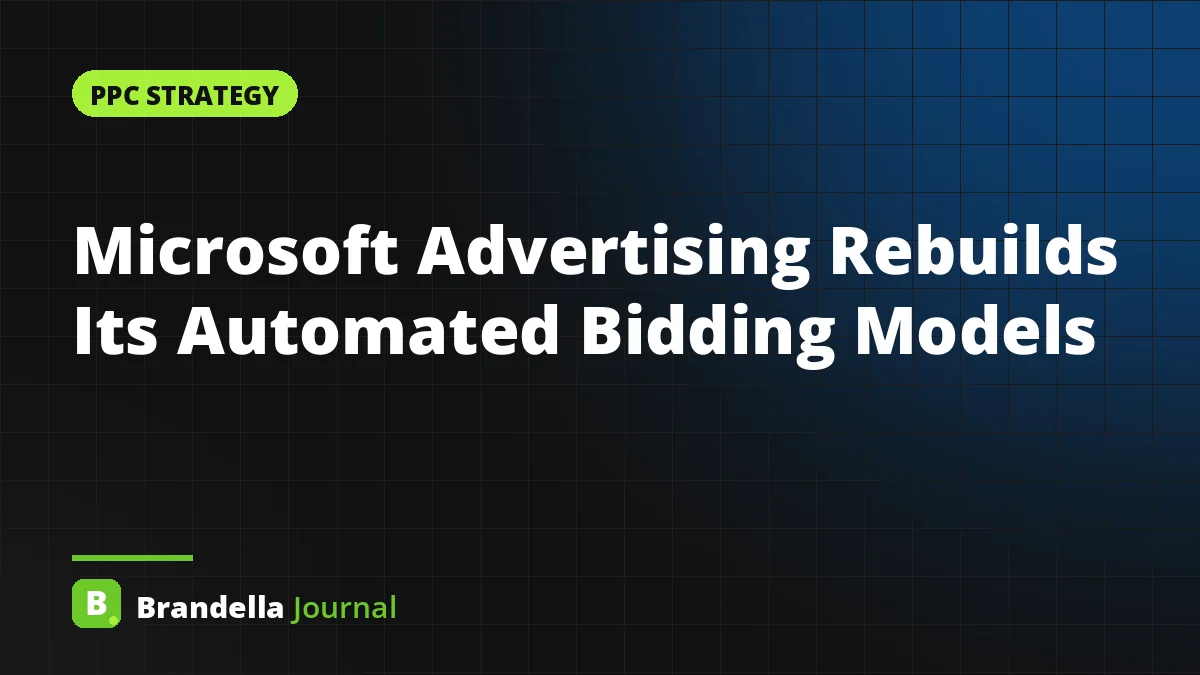 PPC STRATEGY
Microsoft Advertising Rebuilds
Its Automated Bidding Models
B
Brandella Journal